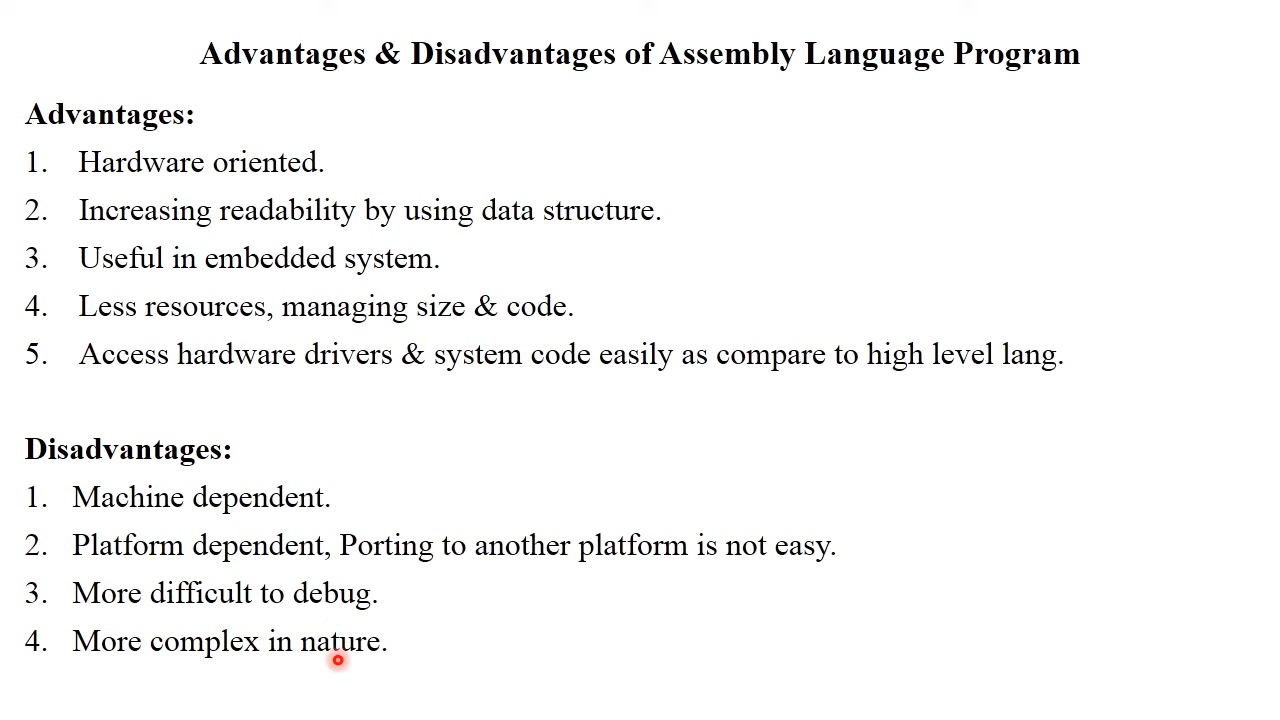 Advantages & Disadvantages of Assembly Language Program
Advantages:
1. Hardware oriented.
2. Increasing readability by using data structure.
3. Useful in embedded system.
4. Less resources, managing size & code.
5. Access hardware drivers & system code easily as compare to high level lang.
Disadvantages:
1. Machine dependent.
2. Platform dependent, Porting to another platform is not easy.
3. More difficult to debug.
4. More complex in nature.